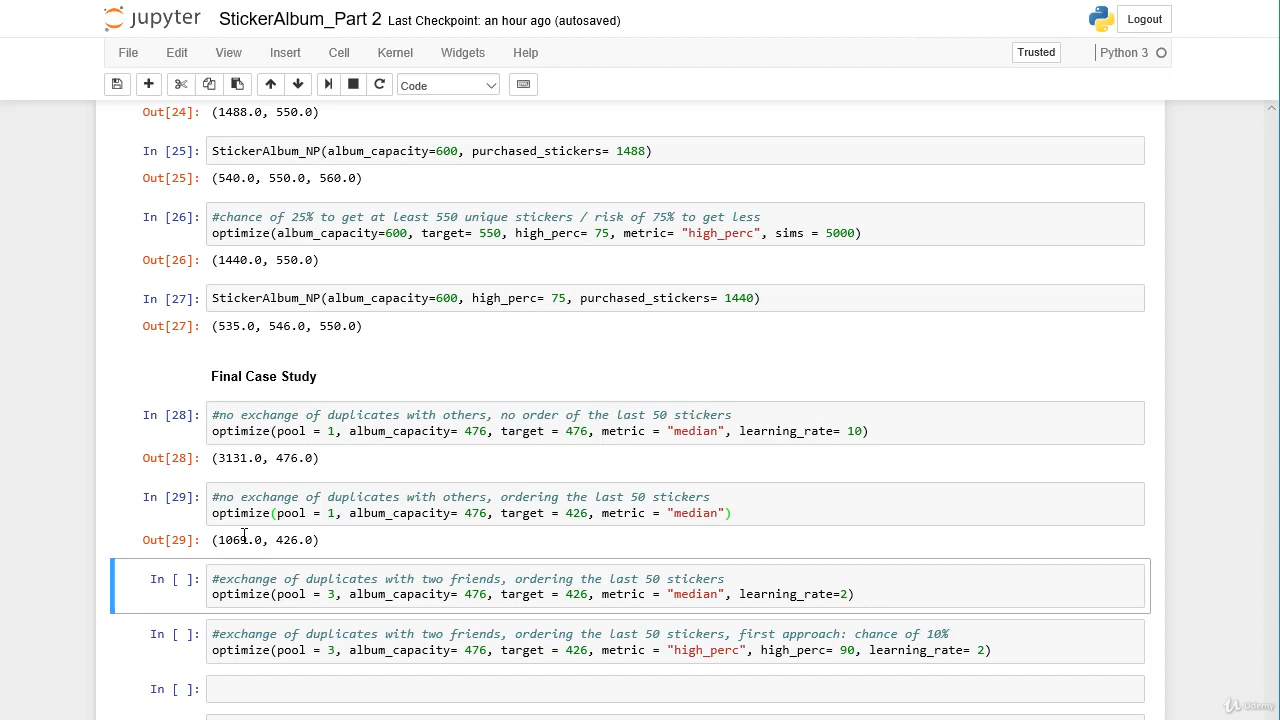 jupyter StickerAlbum_Part 2 Last Checkpoint: an hour ago (autosaved) Logout
File Edit View Insert Cell Kernel Widgets Help Trusted Python 3
Code
Out[24]: (1488.0, 550.0)
In [25]: StickerAlbum_NP(album_capacity=600, purchased_stickers= 1488)
Out[25]: (540.0, 550.0, 560.0)
In [26]: #chance of 25% to get at least 550 unique stickers / risk of 75% to get less
optimize(album_capacity=600, target= 550, high_perc= 75, metric= "high_perc", sims = 5000)
Out[26]: (1440.0, 550.0)
In [27]: StickerAlbum_NP(album_capacity=600, high_perc= 75, purchased_stickers= 1440)
Out[27]: (535.0, 546.0, 550.0)
Final Case Study
In [28]: #no exchange of duplicates with others, no order of the last 50 stickers
optimize(pool = 1, album_capacity= 476, target = 476, metric = "median", learning_rate= 10)
Out[28]: (3131.0, 476.0)
In [29]: #no exchange of duplicates with others, ordering the last 50 stickers
optimize(pool = 1, album_capacity= 476, target = 426, metric = "median")
Out[29]: 426.0)
In [ ]: #exchange of duplicates with two friends, ordering the last 50 stickers
optimize(pool = 3, album_capacity= 476, target = 426, metric = "median", learning_rate=2)
In [ ]: #exchange of duplicates with two friends, ordering the last 50 stickers, first approach: chance of 10%
optimize(pool = 3, album_capacity= 476, target = 426, metric = "high_perc", high_perc= 90, learning_rate= 2)
In [ ]:
Udemy